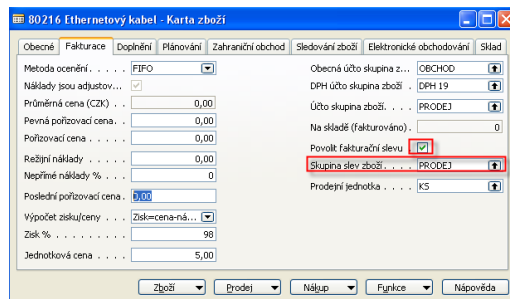 80216 Ethernetový kabel - Karta zboží
Obecné Fakturace Doplnění Plánování Zahraniční obchod Sledování zboží Elektronické obchodování Sklad
Metoda ocenění. . . . . FIFO
Náklady jsou adjustov...
Průměrná cena (CZK) . . 0,00
Pevná pořizovací cena. . 0,00
Pořizovací cena . . . . . 0,00
Režijní náklady . . . . . 0,00
Nepřímé náklady % . . . 0
Poslední pořizovací cena . 0,00
Výpočet zisku/ceny . . . Zisk=cena-ná...
Zisk % . . . . . . . . . 98
Jednotková cena . . . . 5,00
Obecná účto skupina z... OBCHOD
DPH účto skupina zboží. . DPH 19
Účto skupina zboží. . . . PRODEJ
Na skladě (fakturováno) . 0
Povolit fakturační slevu .
Skupina slev zboží. . . . PRODEJ
Prodejní jednotka . . . . KS
Zboží Prodej Nákup Funkce Nápověda